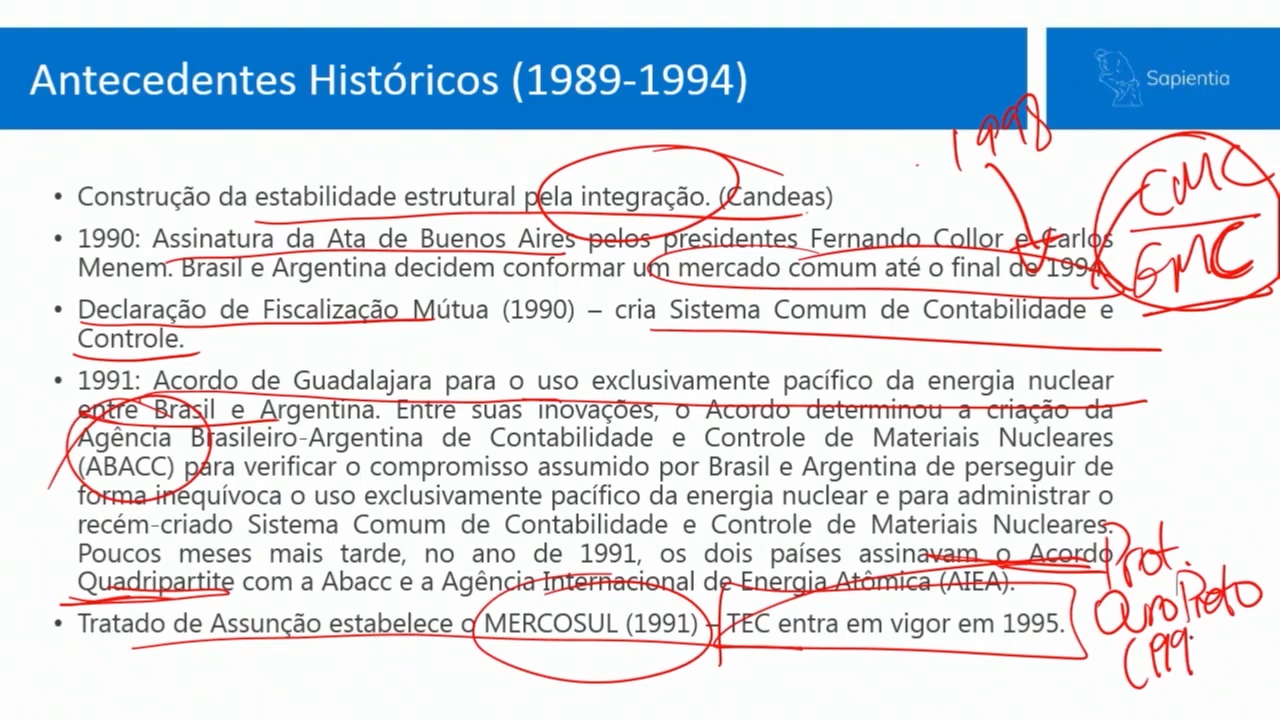 Antecedentes Históricos (1989-1994)
Sapientia
1998
CMC
GMC
• Construção da estabilidade estrutural pela integração. (Candeas)
• 1990: Assinatura da Ata de Buenos Aires pelos presidentes Fernando Collor e Carlos
Menem. Brasil e Argentina decidem conformar um mercado comum até o final de 1994.
• Declaração de Fiscalização Mútua (1990) – cria Sistema Comum de Contabilidade e
Controle.
• 1991: Acordo de Guadalajara para o uso exclusivamente pacífico da energia nuclear
entre Brasil e Argentina. Entre suas inovações, o Acordo determinou a criação da
Agência Brasileiro-Argentina de Contabilidade e Controle de Materiais Nucleares
(ABACC) para verificar o compromisso assumido por Brasil e Argentina de perseguir de
forma inequívoca o uso exclusivamente pacífico da energia nuclear e para administrar o
recém-criado Sistema Comum de Contabilidade e Controle de Materiais Nucleares.
Poucos meses mais tarde, no ano de 1991, os dois países assinavam o Acordo
Quadripartite com a Abacc e a Agência Internacional de Energia Atômica (AIEA).
• Tratado de Assunção estabelece o MERCOSUL (1991) – TEC entra em vigor em 1995.
Prot.
Ouro Preto
(199